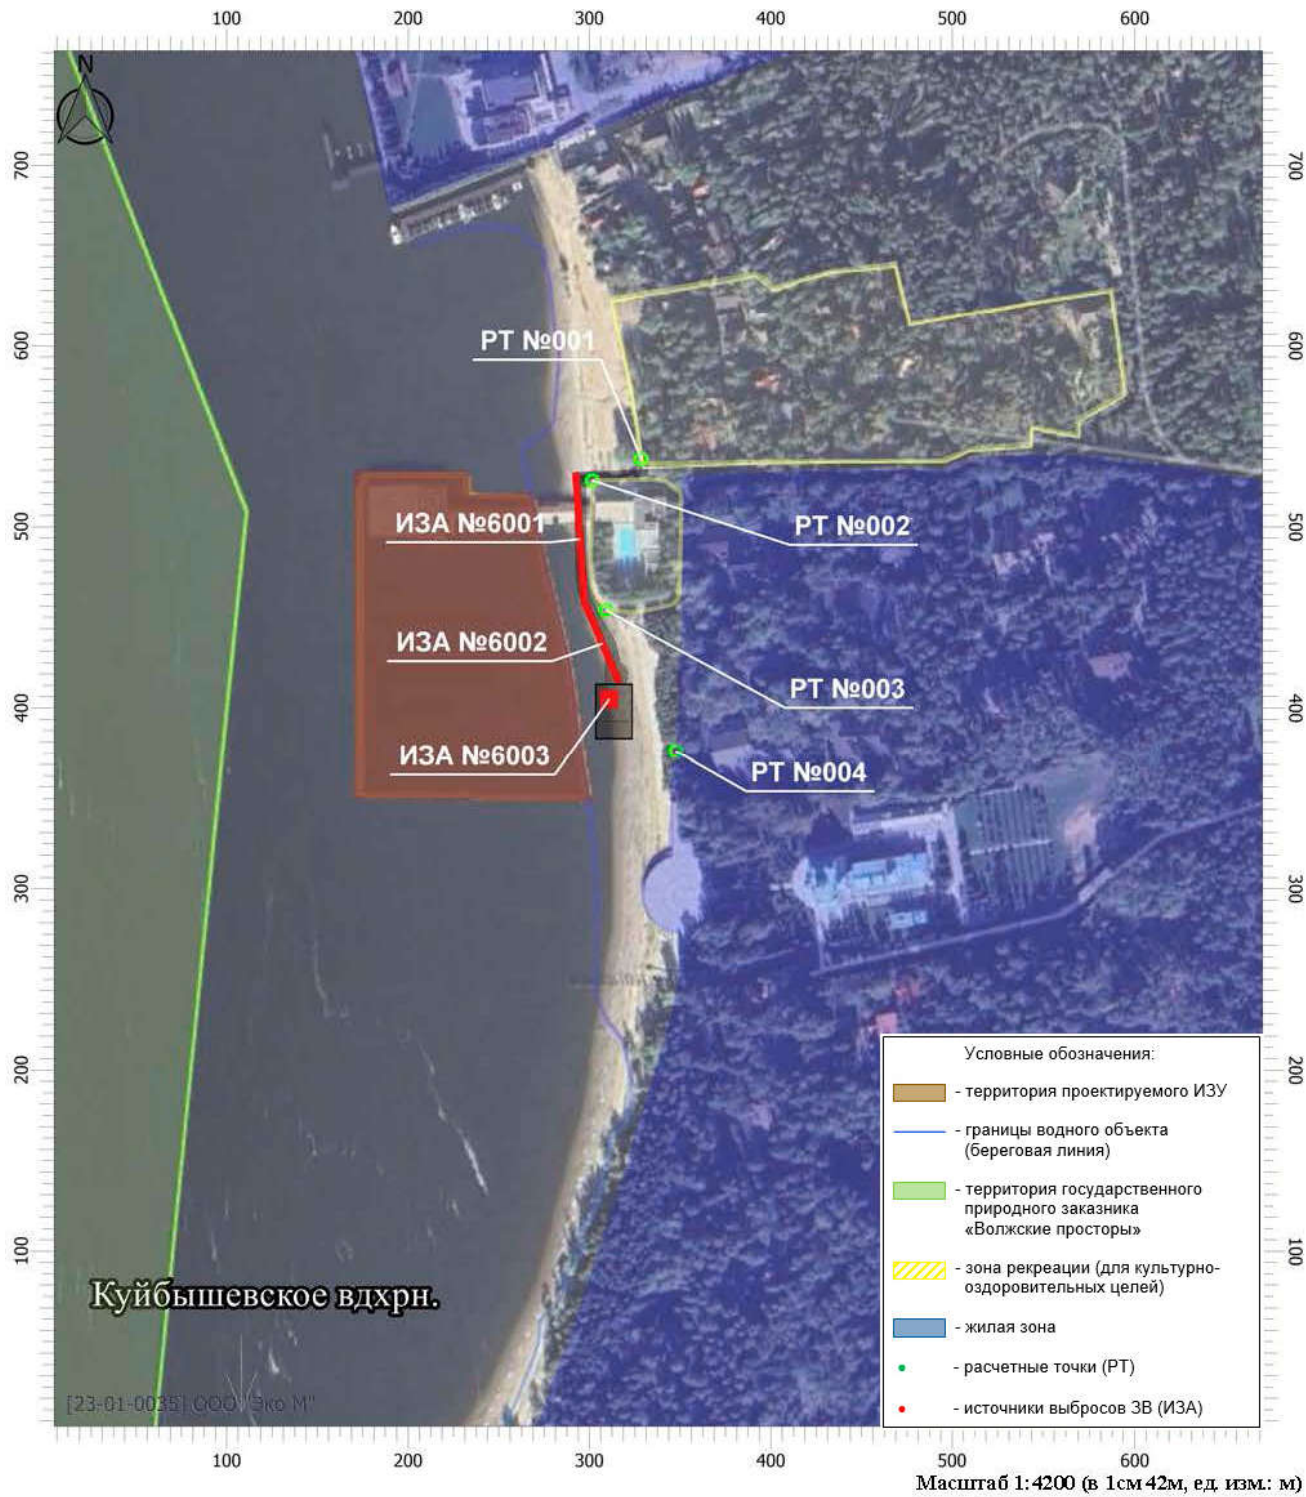 100 200 300 400 500 600
N
700 700
600 600
РТ №001
500 500
ИЗА №6001
РТ №002
ИЗА №6002
РТ №003
400 400
ИЗА №6003
РТ №004
300 300
200 200
100 100
Условные обозначения:
- территория проектируемого ИЗУ
- границы водного объекта
(береговая линия)
- территория государственного
природного заказника
«Волжские просторы»
- зона рекреации (для культурно-
оздоровительных целей)
- жилая зона
- расчетные точки (РТ)
- источники выбросов ЗВ (ИЗА)
Куйбышевское вдхрн.
[23-01-0035] ООО "Эко М"
100 200 300 400 500 600
Масштаб 1:4200 (в 1см 42м, ед. изм.: м)